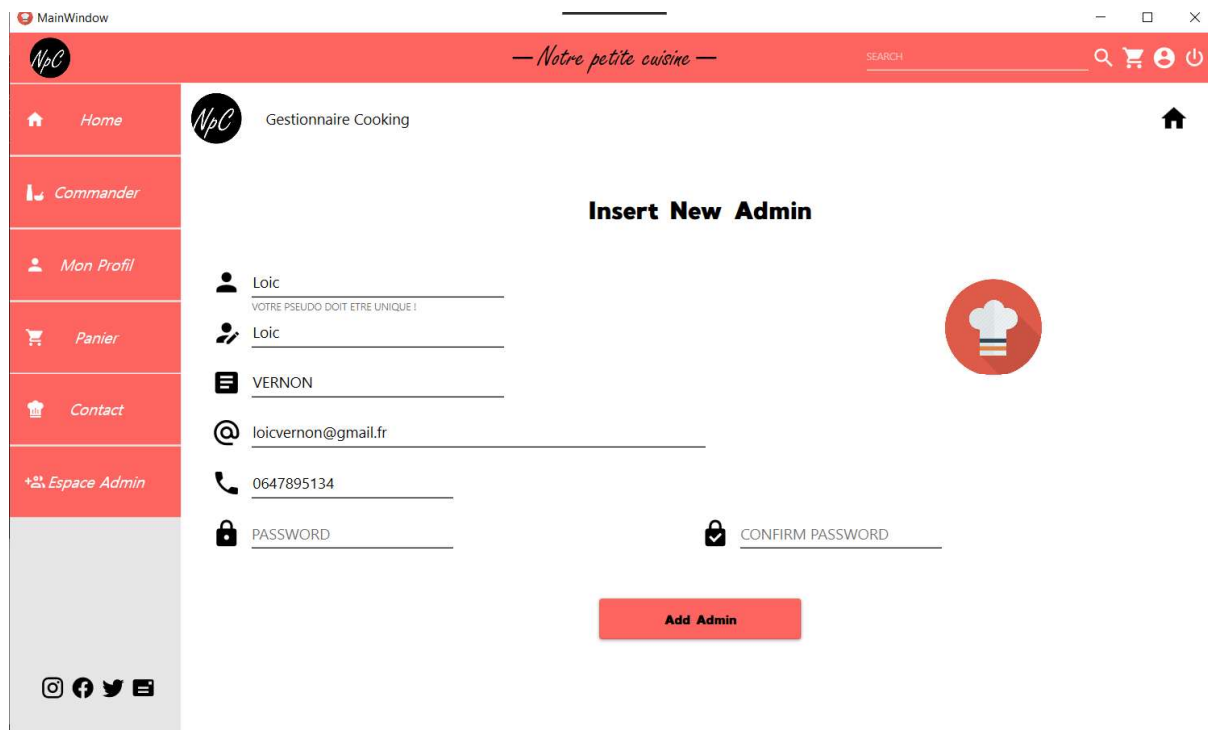 MainWindow
NpC
— Notre petite cuisine —
SEARCH
Home
Commander
Mon Profil
Panier
Contact
Espace Admin
NpC
Gestionnaire Cooking
Insert New Admin
Loic
VOTRE PSEUDO DOIT ETRE UNIQUE !
Loic
VERNON
loicvernon@gmail.fr
0647895134
PASSWORD
CONFIRM PASSWORD
Add Admin